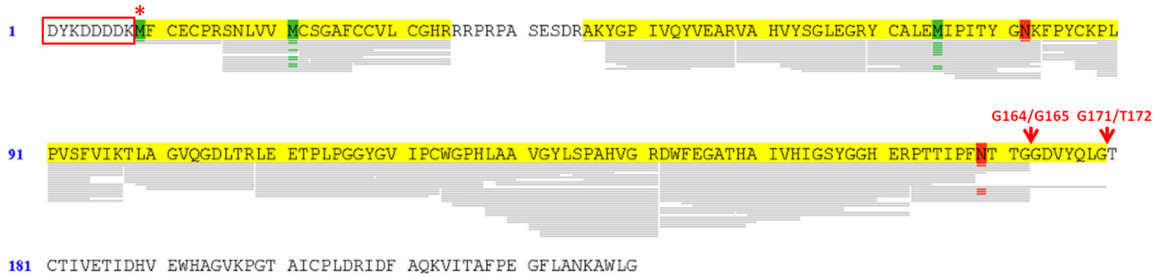 *
1 DYKDDDDKMF CECPRSNLVV MCSGAFCCVL CGHRRRPRPA SESDRAKYGP IVQYVEARVA HVYSGLEGRY CALEMIPITY GNKFPYCKPL
G164/G165 G171/T172
91 PVSFVIKTLA GVQGDLTRLE ETPLPGGYGV IPCWGPHLAA VGYLSPAHVG RDWFEGATHA IVHIGSYGGH ERPTTIPFNT TGGDVYQLGT
181 CTIVETIDHV EWHAGVKPGT AICPLDRIDF AQKVITAFPE GFLANKAWLG